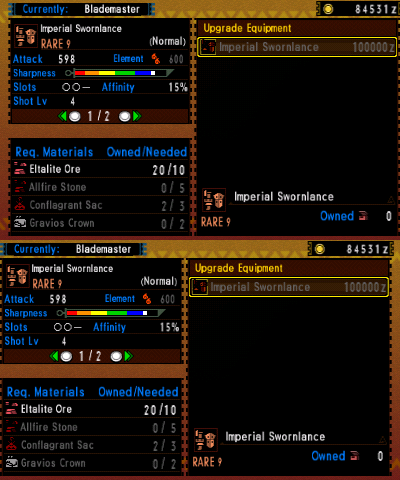 Currently: Blademaster
84531z
Imperial Swornlance
RARE 9 (Normal)
Attack 598 Element 600
Sharpness
Slots ○○— Affinity 15%
Shot Lv 4
1/2
Upgrade Equipment
Imperial Swornlance 100000z
Req. Materials Owned/Needed
Eltalite Ore 20/10
Allfire Stone 0/ 5
Conflagrant Sac 2/ 3
Gravios Crown 0/ 2
Imperial Swornlance
RARE 9
Owned 0
Currently: Blademaster
84531z
Imperial Swornlance
RARE 9 (Normal)
Attack 598 Element 600
Sharpness
Slots ○○— Affinity 15%
Shot Lv 4
1/2
Upgrade Equipment
Imperial Swornlance 100000z
Req. Materials Owned/Needed
Eltalite Ore 20/10
Allfire Stone 0/ 5
Conflagrant Sac 2/ 3
Gravios Crown 0/ 2
Imperial Swornlance
RARE 9
Owned 0